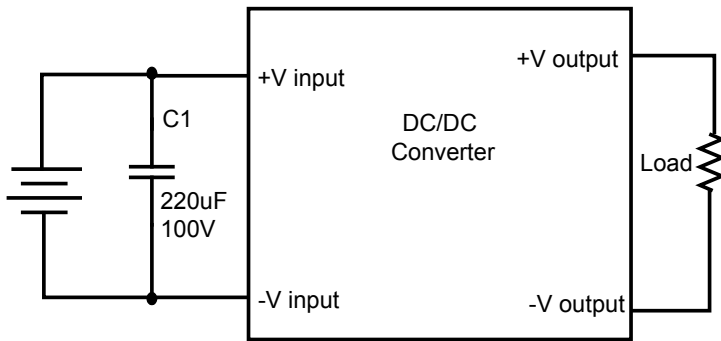 +V input
C1
220uF
100V
-V input
DC/DC
Converter
+V output
Load
-V output